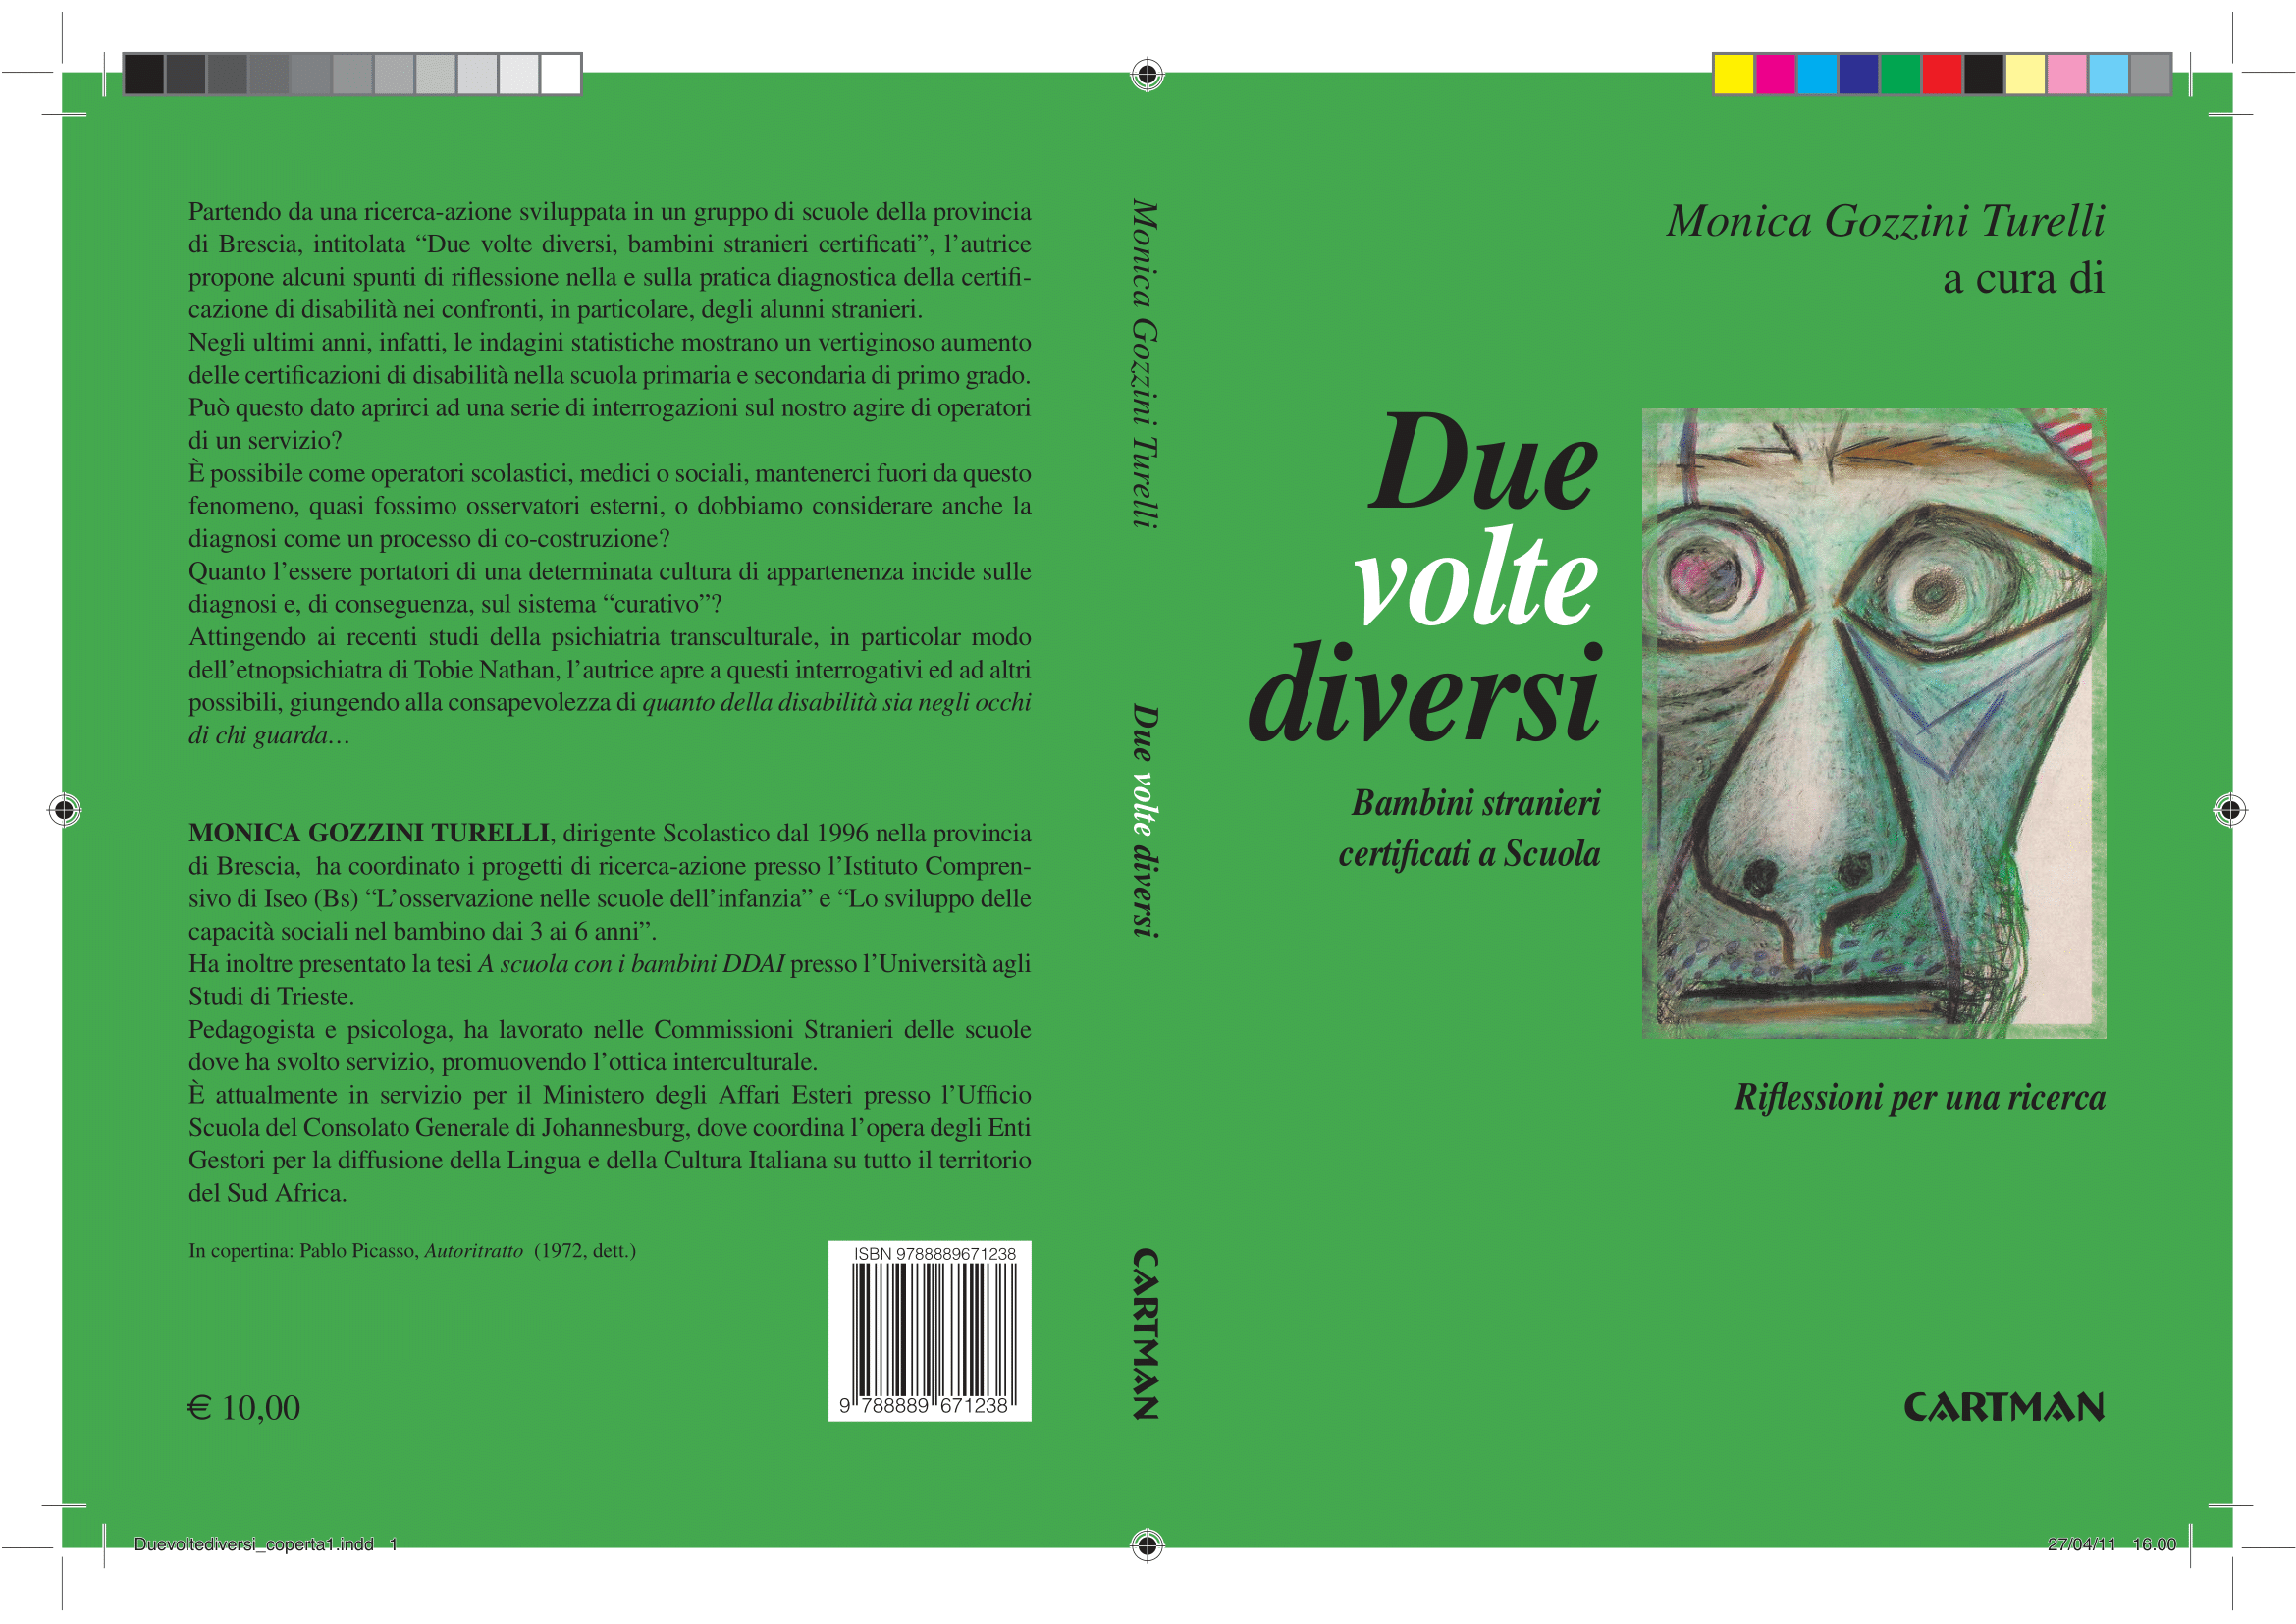 Partendo da una ricerca-azione sviluppata in un gruppo di scuole della provincia
di Brescia, intitolata “Due volte diversi, bambini stranieri certificati”, l’autrice
propone alcuni spunti di riflessione nella e sulla pratica diagnostica della certifi-
cazione di disabilità nei confronti, in particolare, degli alunni stranieri.
Negli ultimi anni, infatti, le indagini statistiche mostrano un vertiginoso aumento
delle certificazioni di disabilità nella scuola primaria e secondaria di primo grado.
Può questo dato aprirci ad una serie di interrogazioni sul nostro agire di operatori
di un servizio?
È possibile come operatori scolastici, medici o sociali, mantenerci fuori da questo
fenomeno, quasi fossimo osservatori esterni, o dobbiamo considerare anche la
diagnosi come un processo di co-costruzione?
Quanto l’essere portatori di una determinata cultura di appartenenza incide sulle
diagnosi e, di conseguenza, sul sistema “curativo”?
Attingendo ai recenti studi della psichiatria transculturale, in particolar modo
dell’etnopsichiatra di Tobie Nathan, l’autrice apre a questi interrogativi ed ad altri
possibili, giungendo alla consapevolezza di quanto della disabilità sia negli occhi
di chi guarda…
MONICA GOZZINI TURELLI, dirigente Scolastico dal 1996 nella provincia
di Brescia, ha coordinato i progetti di ricerca-azione presso l’Istituto Compren-
sivo di Iseo (Bs) “L’osservazione nelle scuole dell’infanzia” e “Lo sviluppo delle
capacità sociali nel bambino dai 3 ai 6 anni”.
Ha inoltre presentato la tesi A scuola con i bambini DDAI presso l’Università agli
Studi di Trieste.
Pedagogista e psicologa, ha lavorato nelle Commissioni Stranieri delle scuole
dove ha svolto servizio, promuovendo l’ottica interculturale.
È attualmente in servizio per il Ministero degli Affari Esteri presso l’Ufficio
Scuola del Consolato Generale di Johannesburg, dove coordina l’opera degli Enti
Gestori per la diffusione della Lingua e della Cultura Italiana su tutto il territorio
del Sud Africa.
In copertina: Pablo Picasso, Autoritratto (1972, dett.)
ISBN 9788889671238
9 788889 671238
€ 10,00
Monica Gozzini Turelli
Due volte diversi
CARTMAN
Monica Gozzini Turelli
a cura di
Due
volte
diversi
Bambini stranieri
certificati a Scuola
Riflessioni per una ricerca
CARTMAN
Duevoltediversi_coperta1.indd 1
27/04/11 16.00